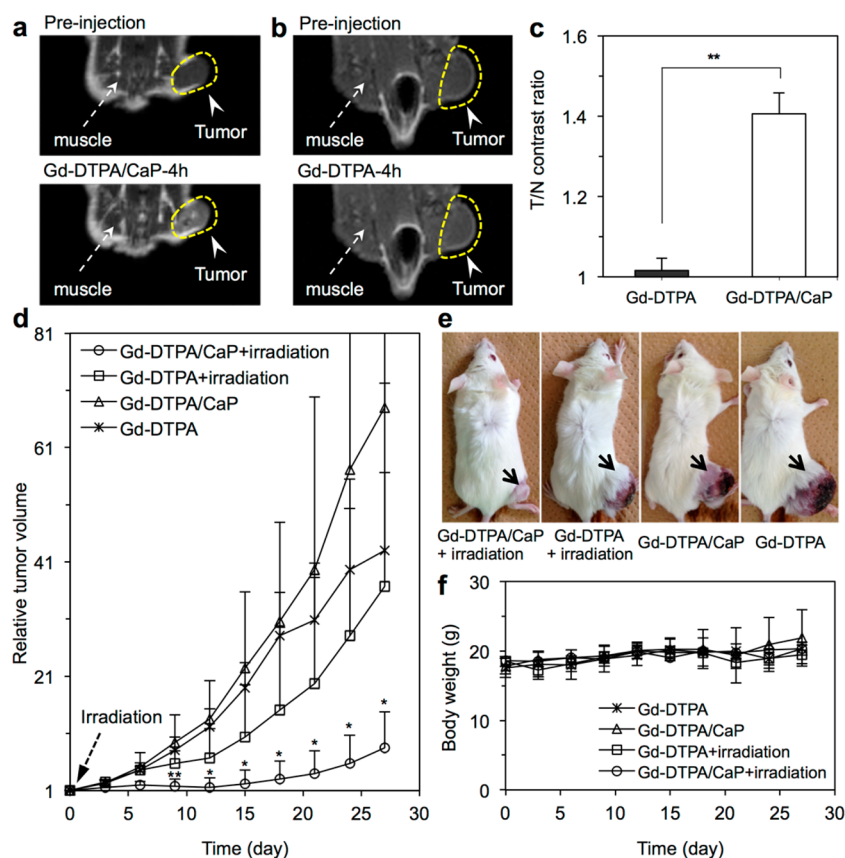 a
Pre-injection
muscle
Tumor
Gd-DTPA/CaP-4h
muscle
Tumor
b
Pre-injection
muscle
Tumor
Gd-DTPA-4h
muscle
Tumor
c
T/N contrast ratio
1.6
1.4
1.2
1
**
Gd-DTPA
Gd-DTPA/CaP
d
Relative tumor volume
81
61
41
21
1
Gd-DTPA/CaP+irradiation
Gd-DTPA+irradiation
Gd-DTPA/CaP
Gd-DTPA
Irradiation
**
*
*
*
*
*
*
0
5
10
15
20
25
30
Time (day)
e
Gd-DTPA/CaP
+ irradiation
Gd-DTPA
+ irradiation
Gd-DTPA/CaP
Gd-DTPA
f
Body weight (g)
30
20
10
0
Gd-DTPA
Gd-DTPA/CaP
Gd-DTPA+irradiation
Gd-DTPA/CaP+irradiation
0
5
10
15
20
25
30
Time (day)